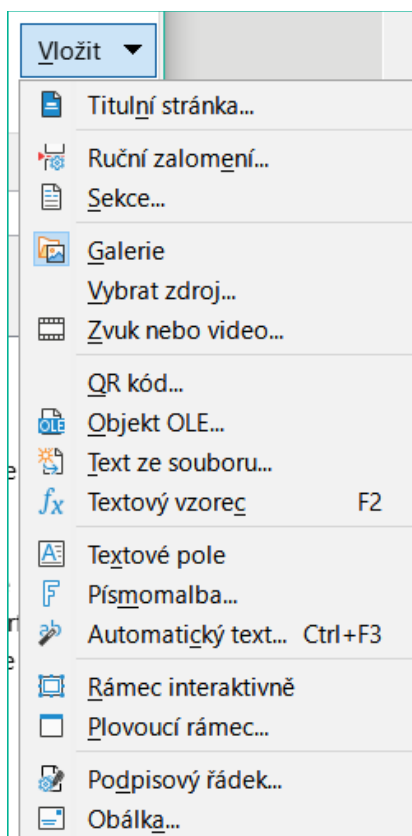 Vložit
Titulní stránka...
Ruční zalomení...
Sekce...
Galerie
Vybrat zdroj...
Zvuk nebo video...
QR kód...
Objekt OLE...
Text ze souboru...
Textový vzorec F2
Textové pole
Písmomalba...
Automatický text... Ctrl+F3
Rámec interaktivně
Plovoucí rámec...
Podpisový řádek...
Obálka...